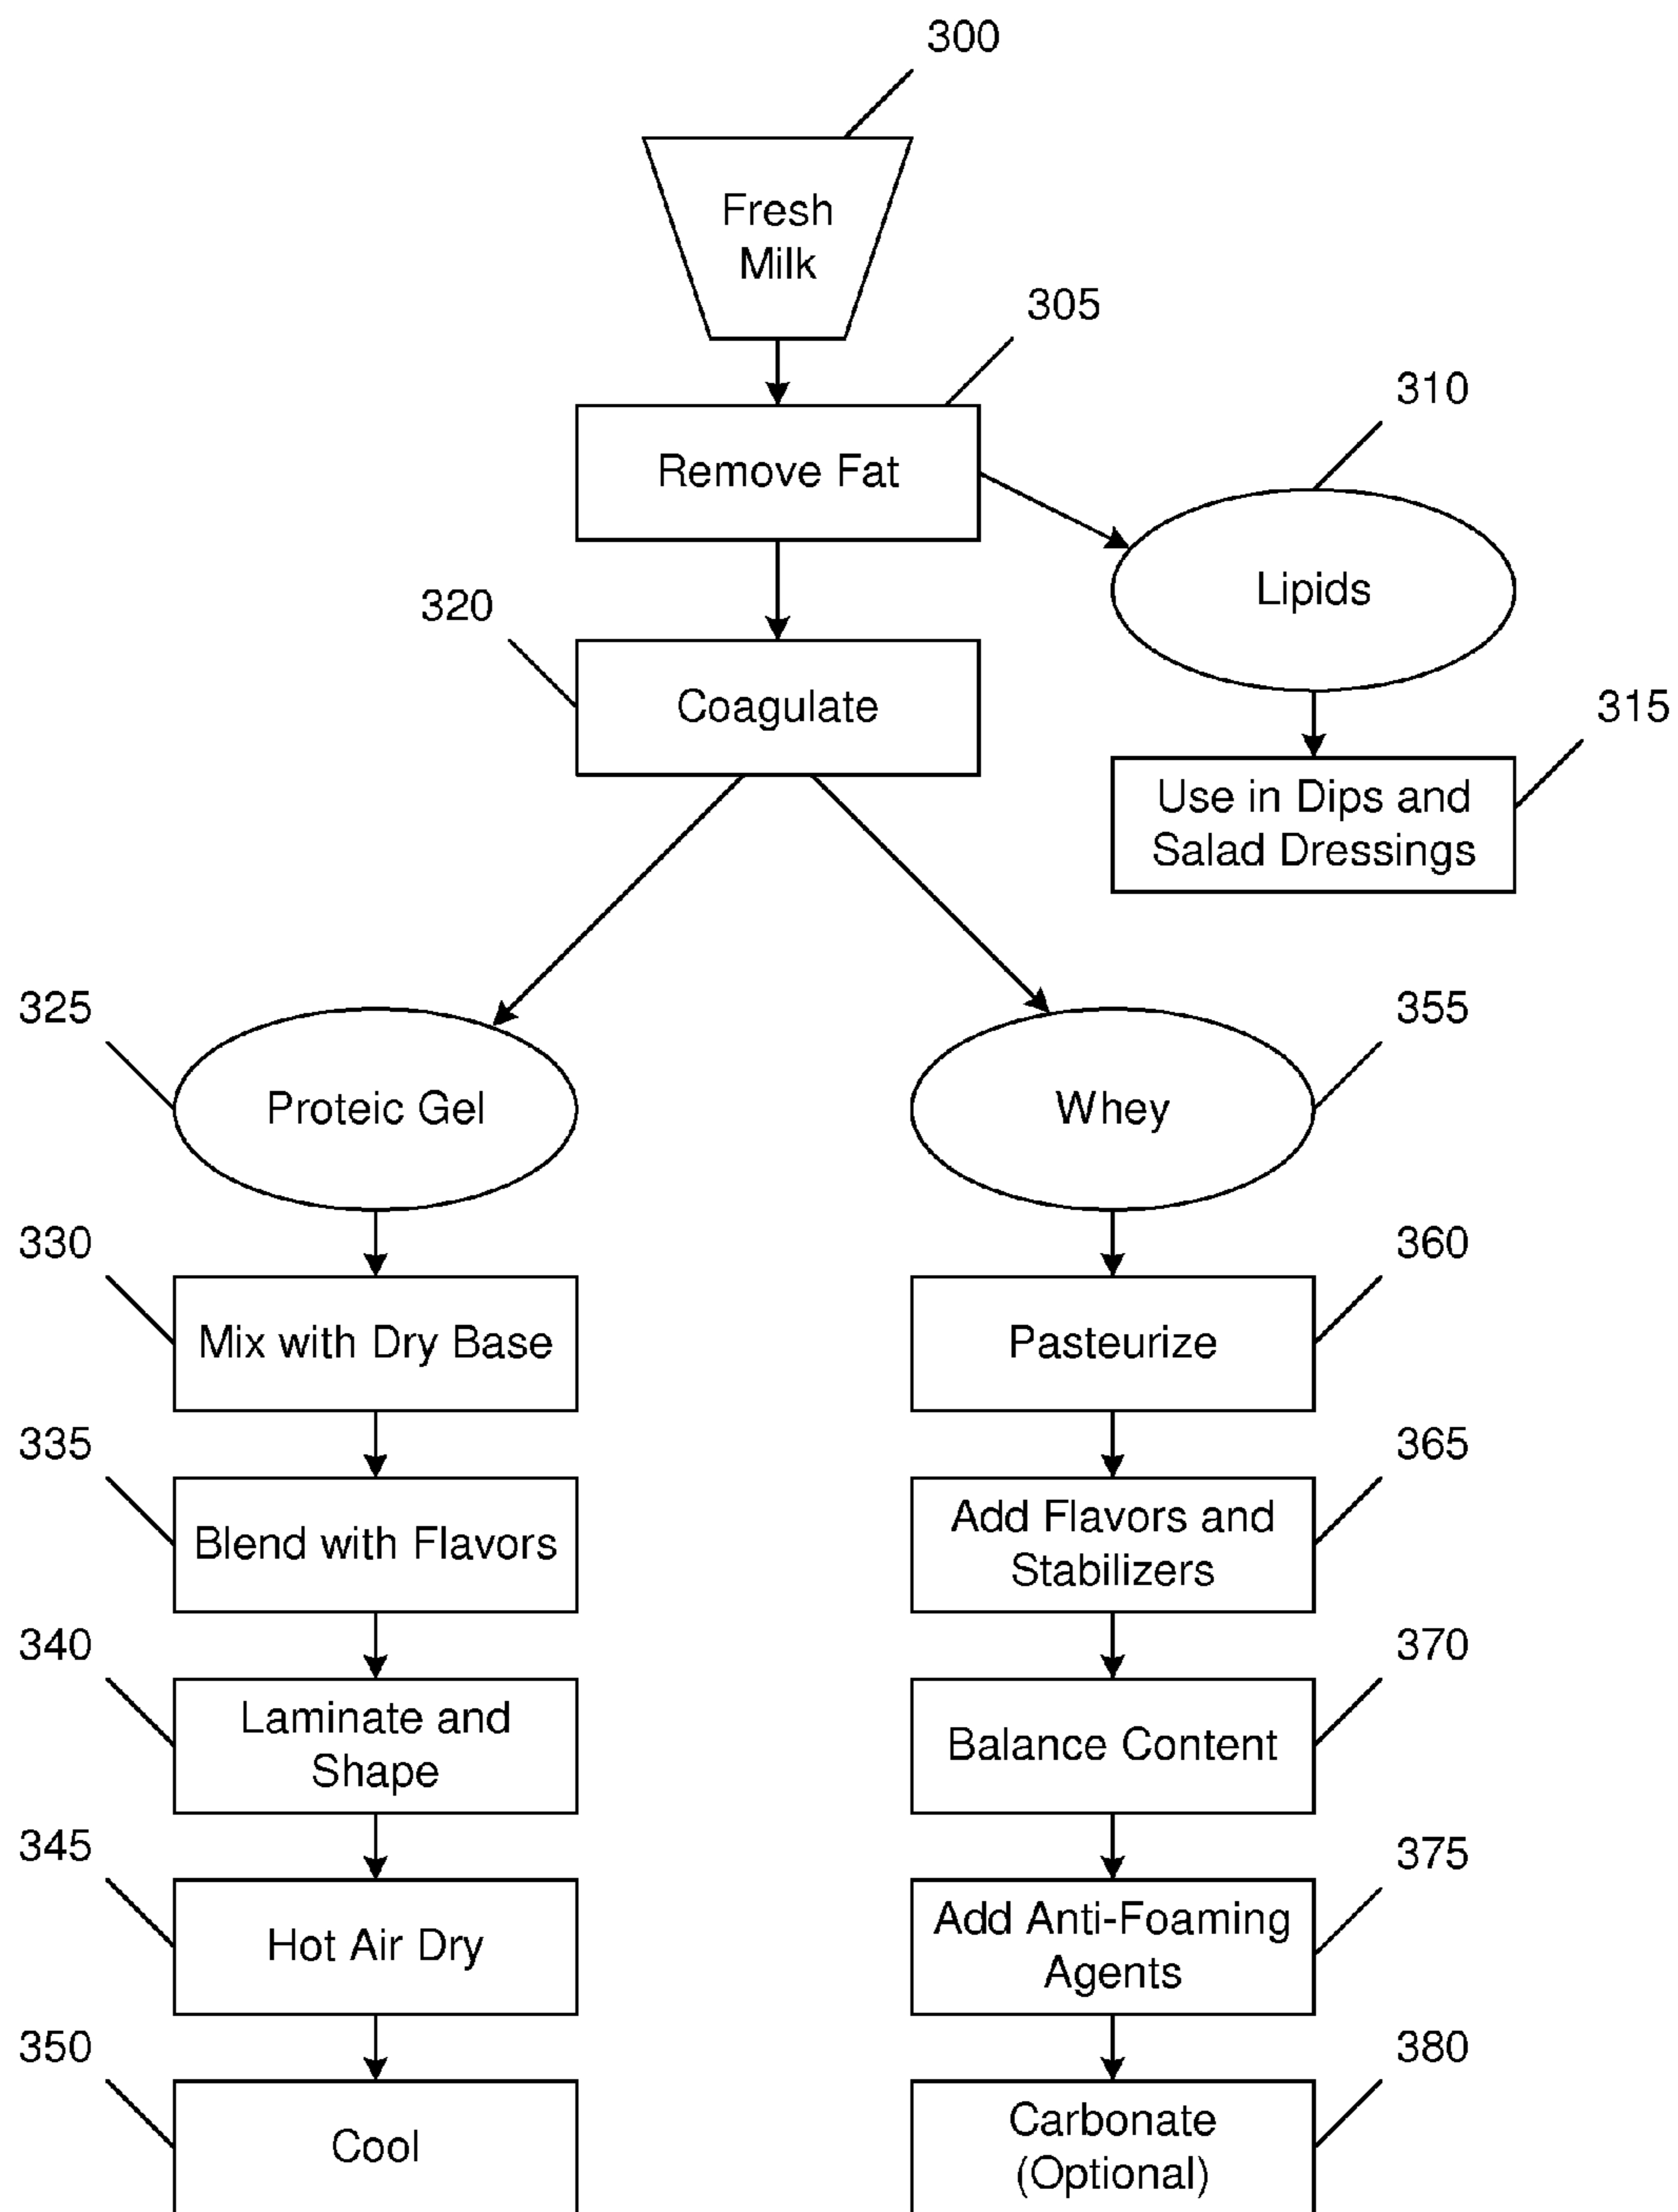 300
Fresh
Milk
305
Remove Fat
310
Lipids
320
Coagulate
315
Use in Dips and
Salad Dressings
325
Proteic Gel
355
Whey
330
Mix with Dry Base
360
Pasteurize
335
Blend with Flavors
365
Add Flavors and
Stabilizers
340
Laminate and
Shape
370
Balance Content
345
Hot Air Dry
375
Add Anti-Foaming
Agents
350
Cool
380
Carbonate
(Optional)